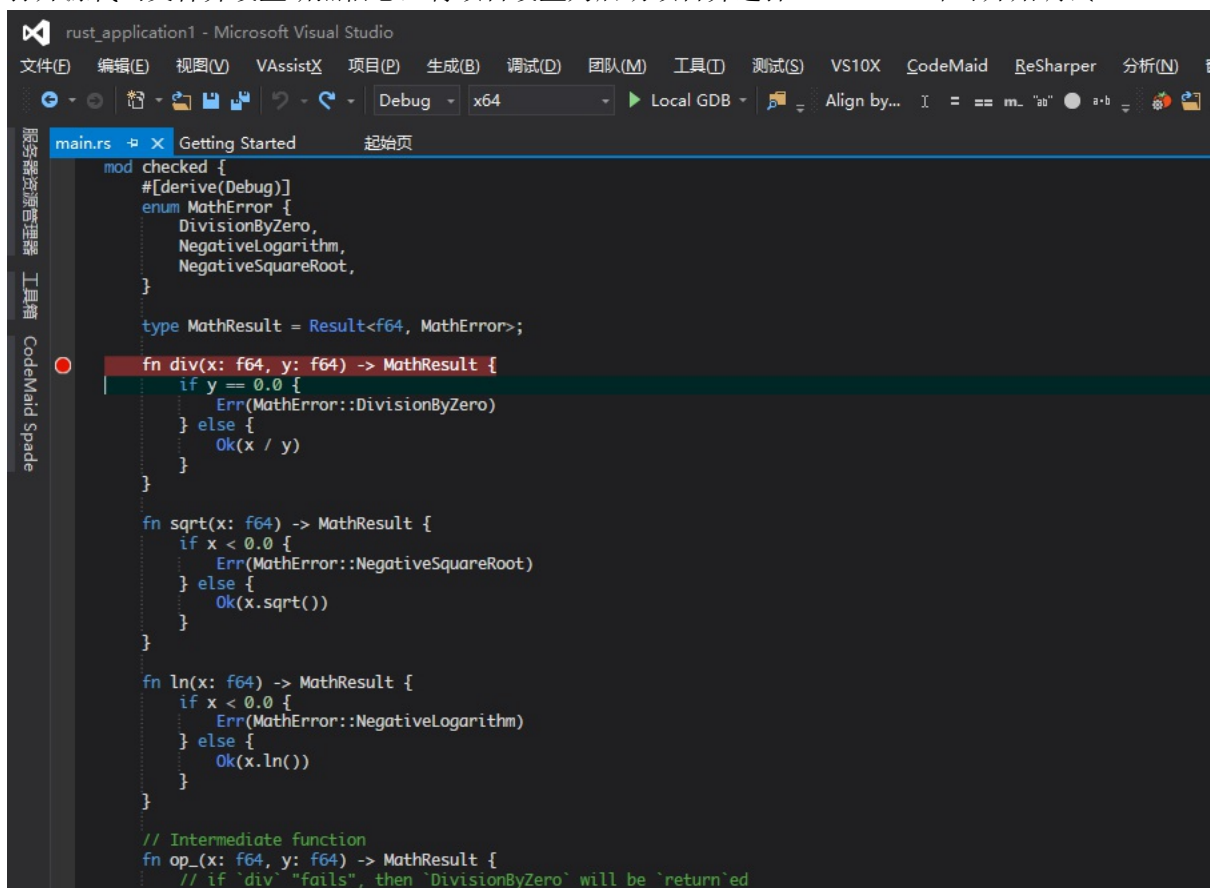 rust_application1 - Microsoft Visual Studio
文件(F) 编辑(E) 视图(V) VAssistX 项目(P) 生成(B) 调试(D) 团队(M) 工具(T) 测试(S) VS10X CodeMaid ReSharper 分析(N)
Debug x64 Local GDB Align by...
服务器资源管理器
工具箱
CodeMaid Spade
main.rs Getting Started 起始页
mod checked {
#[derive(Debug)]
enum MathError {
DivisionByZero,
NegativeLogarithm,
NegativeSquareRoot,
}
type MathResult = Result<f64, MathError>;
fn div(x: f64, y: f64) -> MathResult {
if y == 0.0 {
Err(MathError::DivisionByZero)
} else {
Ok(x / y)
}
}
fn sqrt(x: f64) -> MathResult {
if x < 0.0 {
Err(MathError::NegativeSquareRoot)
} else {
Ok(x.sqrt())
}
}
fn ln(x: f64) -> MathResult {
if x < 0.0 {
Err(MathError::NegativeLogarithm)
} else {
Ok(x.ln())
}
}
// Intermediate function
fn op_(x: f64, y: f64) -> MathResult {
// if `div` "fails", then `DivisionByZero` will be `return`ed